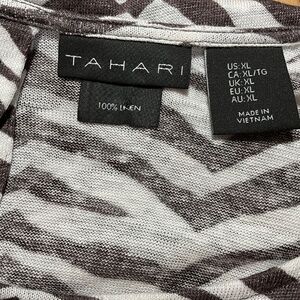 TAHARI
100% LINEN
US: XL
CA: XL/TG
UK: XL
EU: XL
AU: XL
MADE IN
VIETNAM